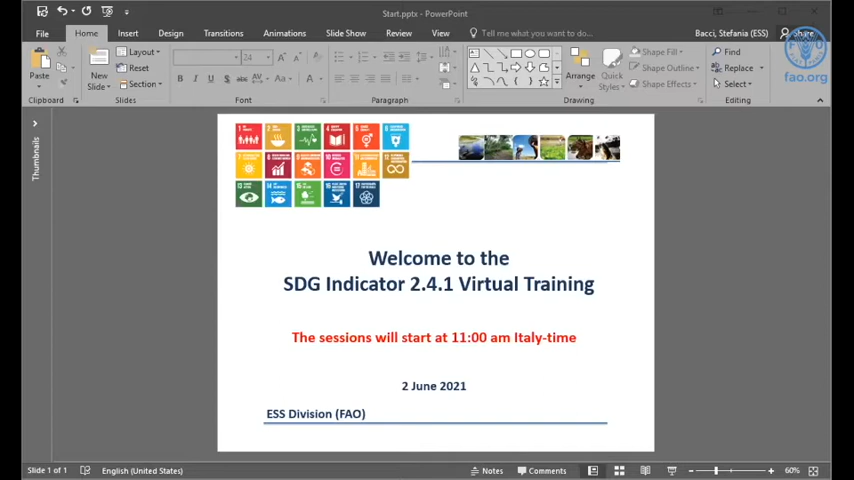 Start.pptx - PowerPoint
File Home Insert Design Transitions Animations Slide Show Review View Tell me what you want to do... Bacci, Stefania (ESS) Share
Paste
New
Slide
Layout
Reset
Section
24
B I U S abc AV Aa A
Arrange
Quick
Styles
Shape Fill
Shape Outline
Shape Effects
Find
Replace
Select
fao.org
Clipboard Slides Font Paragraph Drawing Editing
Thumbnails
Welcome to the
SDG Indicator 2.4.1 Virtual Training
The sessions will start at 11:00 am Italy-time
2 June 2021
ESS Division (FAO)
Slide 1 of 1 English (United States) Notes Comments 60%